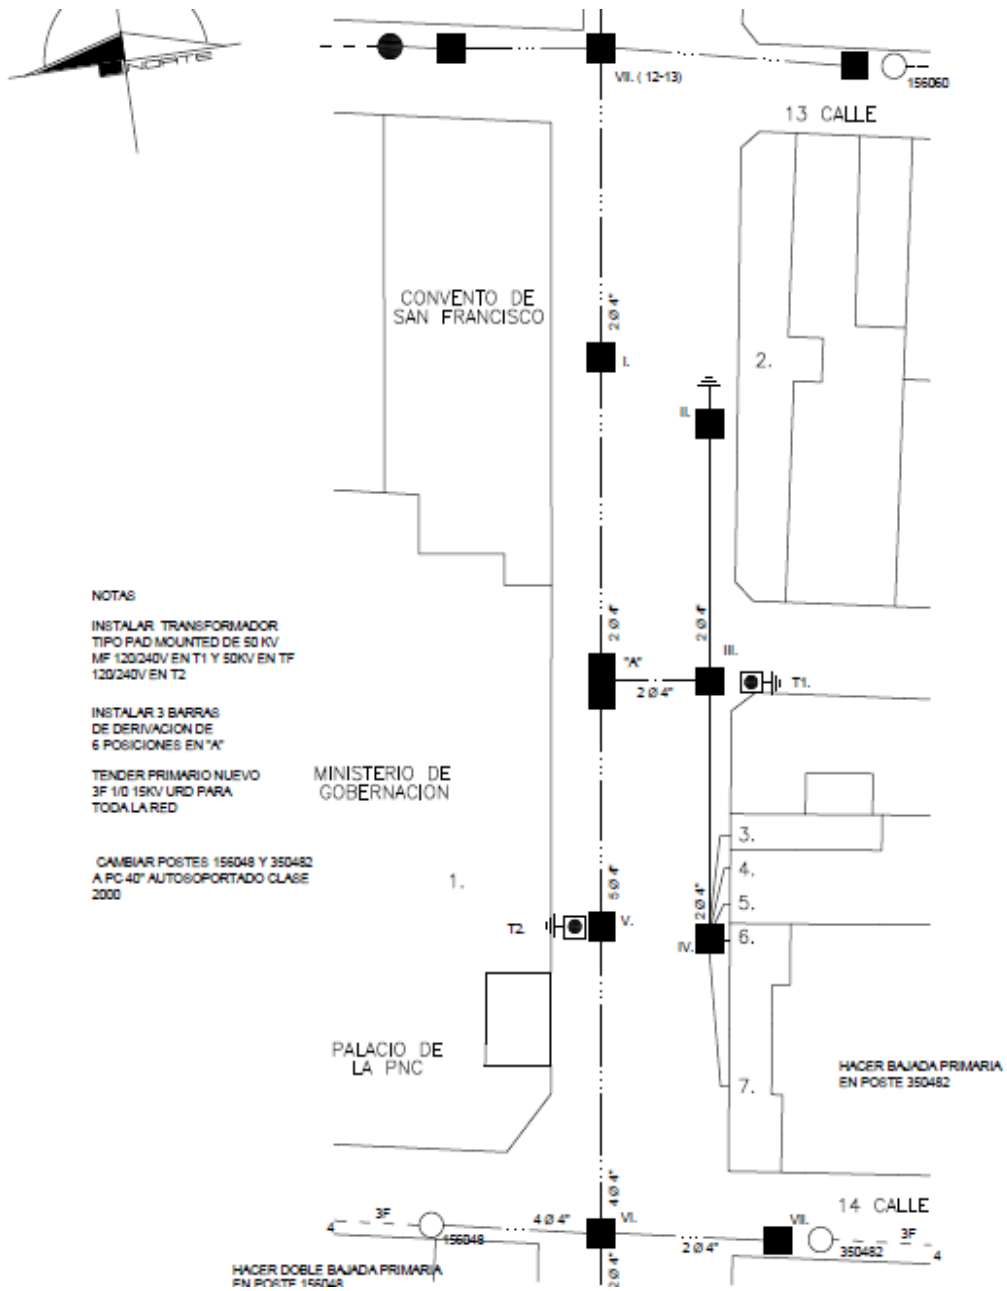 NORTE
VII. ( 12-13)
156060
13 CALLE
CONVENTO DE
SAN FRANCISCO
2 Ø 4"
I.
2.
II.
NOTAS
INSTALAR TRANSFORMADOR
TIPO PAD MOUNTED DE 50 KV
MF 120/240V EN T1 Y 50KV EN TF
120/240V EN T2
INSTALAR 3 BARRAS
DE DERIVACION DE
6 POSICIONES EN "A"
TENDER PRIMARIO NUEVO
3F 1/0 15KV URD PARA
TODA LA RED
CAMBIAR POSTES 156048 Y 350482
A PC 40" AUTOSOPORTADO CLASE
2000
2 Ø 4"
2 Ø 4"
"A"
III.
2 Ø 4"
T1.
MINISTERIO DE
GOBERNACION
1.
5 Ø 4"
2 Ø 4"
3.
4.
5.
6.
7.
T2
V.
IV.
PALACIO DE
LA PNC
HACER BAJADA PRIMARIA
EN POSTE 350482
4 Ø 4"
14 CALLE
4
3F
156048
4 Ø 4"
VI.
2 Ø 4"
VII.
350482
3F
4
2 Ø 4"
HACER DOBLE BAJADA PRIMARIA
EN POSTE 156048